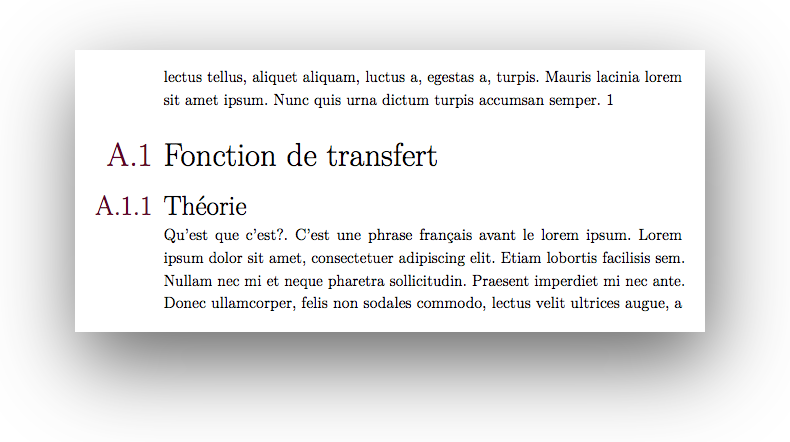 lectus tellus, aliquet aliquam, luctus a, egestas a, turpis. Mauris lacinia lorem
sit amet ipsum. Nunc quis urna dictum turpis accumsan semper. 1
A.1 Fonction de transfert
A.1.1 Théorie
Qu'est que c'est?. C'est une phrase français avant le lorem ipsum. Lorem
ipsum dolor sit amet, consectetuer adipiscing elit. Etiam lobortis facilisis sem.
Nullam nec mi et neque pharetra sollicitudin. Praesent imperdiet mi nec ante.
Donec ullamcorper, felis non sodales commodo, lectus velit ultrices augue, a